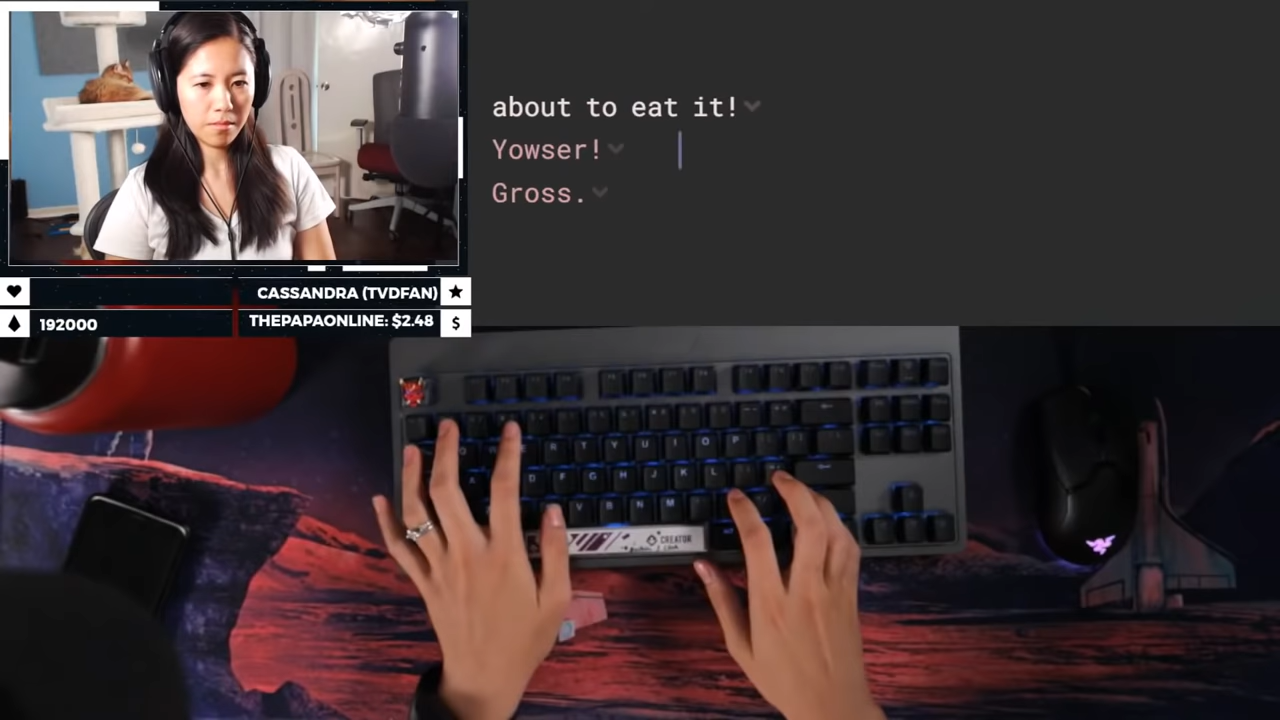 about to eat it!
Yowser!
Gross.
CASSANDRA (TVDFAN)
192000
THEPAPAONLINE: $2.48
$
R T Y U I O P
A D F G H J K L
V B N M
CREATOR